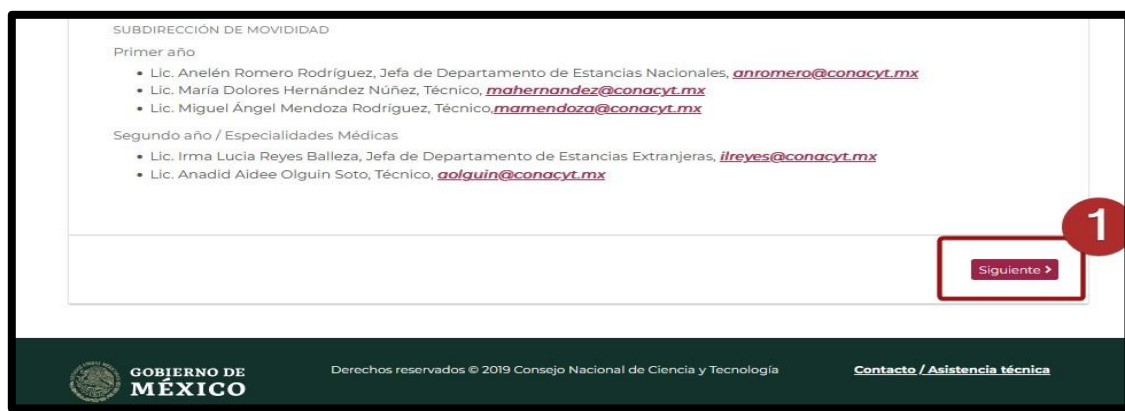 SUBDIRECCIÓN DE MOVIDIDAD
Primer año
• Lic. Anelén Romero Rodríguez, Jefa de Departamento de Estancias Nacionales, anromero@conacyt.mx
• Lic. María Dolores Hernández Núñez, Técnico, mahernandez@conacyt.mx
• Lic. Miguel Ángel Mendoza Rodríguez, Técnico,mamendoza@conacyt.mx
Segundo año / Especialidades Médicas
• Lic. Irma Lucia Reyes Balleza, Jefa de Departamento de Estancias Extranjeras, ilreyes@conacyt.mx
• Lic. Anadid Aidee Olguin Soto, Técnico, aolguin@conacyt.mx
1
Siguiente >
GOBIERNO DE
MÉXICO
Derechos reservados © 2019 Consejo Nacional de Ciencia y Tecnología
Contacto / Asistencia técnica